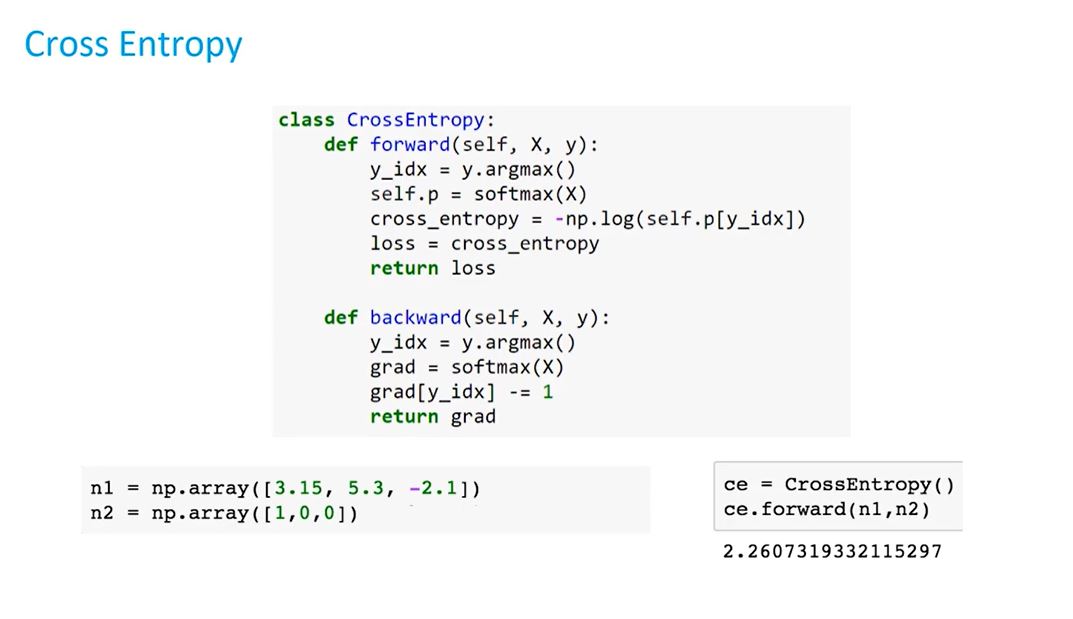 Cross Entropy
class CrossEntropy:
    def forward(self, X, y):
        y_idx = y.argmax()
        self.p = softmax(X)
        cross_entropy = -np.log(self.p[y_idx])
        loss = cross_entropy
        return loss
    def backward(self, X, y):
        y_idx = y.argmax()
        grad = softmax(X)
        grad[y_idx] -= 1
        return grad
n1 = np.array([3.15, 5.3, -2.1])
n2 = np.array([1,0,0])
ce = CrossEntropy()
ce.forward(n1,n2)
2.2607319332115297